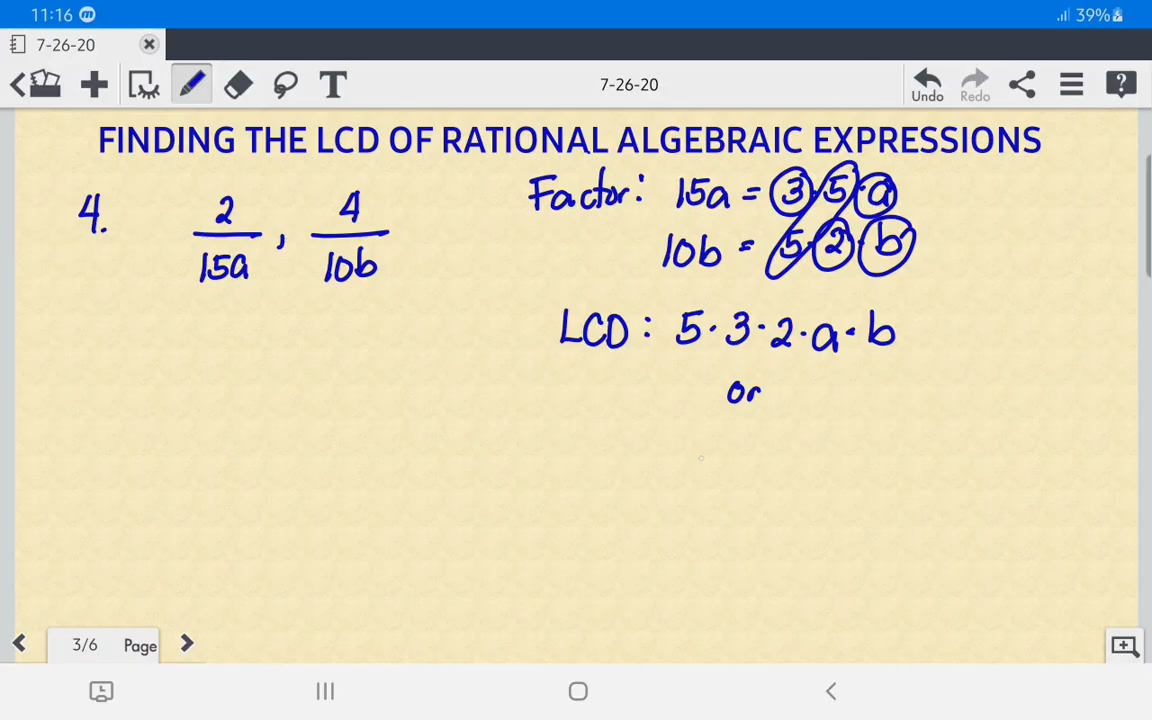 11:16 39%
7-26-20
T 7-26-20 Undo Redo ?
FINDING THE LCD OF RATIONAL ALGEBRAIC EXPRESSIONS
4. 2/15a , 4/10b
Factor: 15a = 3·5·a
10b = 5·2·b
LCD: 5·3·2·a·b
or
3/6 Page